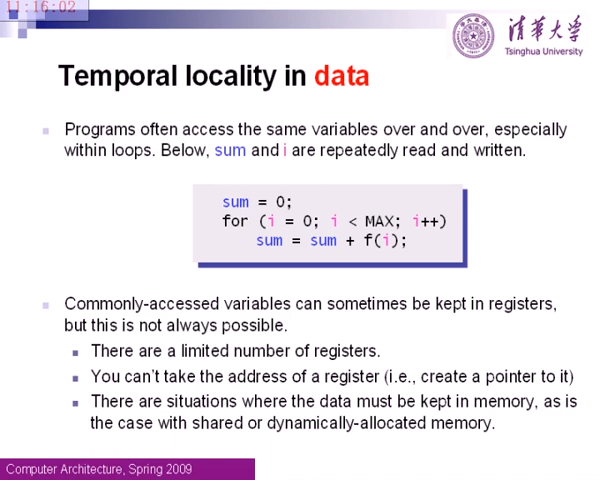 11:16:02
清华大学
Tsinghua University
Temporal locality in data
Programs often access the same variables over and over, especially
within loops. Below, sum and i are repeatedly read and written.
sum = 0;
for (i = 0; i < MAX; i++)
sum = sum + f(i);
Commonly-accessed variables can sometimes be kept in registers,
but this is not always possible.
There are a limited number of registers.
You can't take the address of a register (i.e., create a pointer to it)
There are situations where the data must be kept in memory, as is
the case with shared or dynamically-allocated memory.
Computer Architecture, Spring 2009